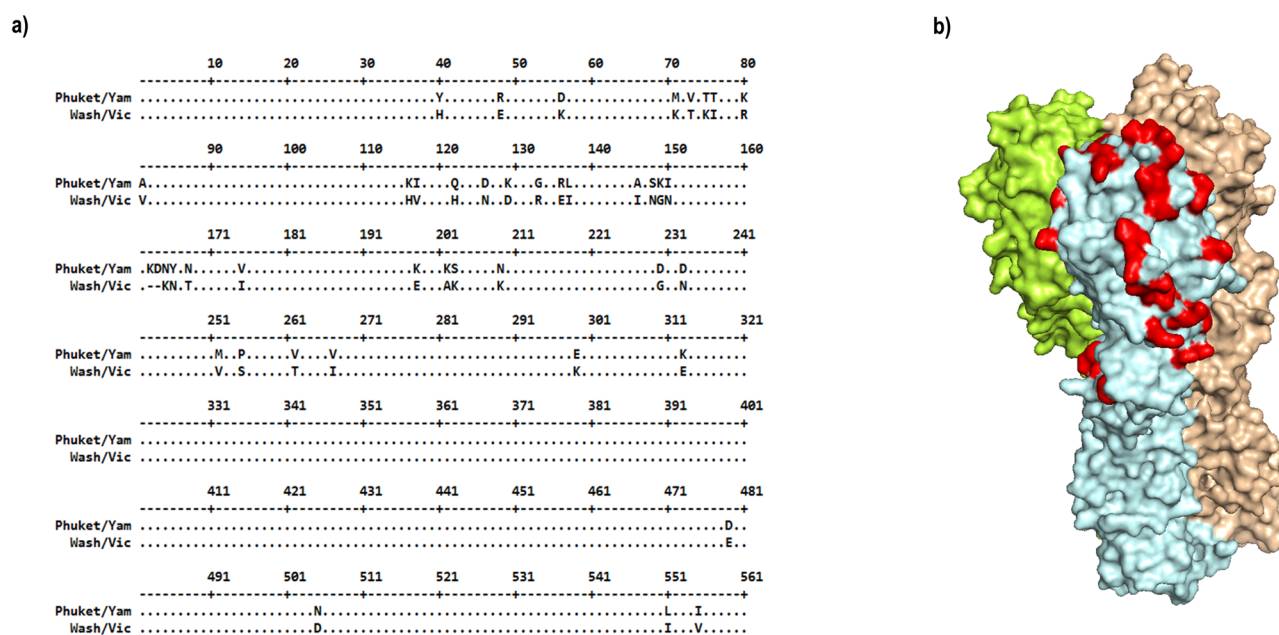 a)
b)
10 20 30 40 50 60 70 80
---------+---------+---------+---------+---------+---------+---------+---------+
Phuket/Yam .......................................Y.......R.......D..............M.V.TT...K
Wash/Vic .......................................H.......E.......K..............K.T.KI...R
90 100 110 120 130 140 150 160
---------+---------+---------+---------+---------+---------+---------+---------+
Phuket/Yam A..................................KI....Q...D..K...G..RL........A.SKI..........
Wash/Vic V..................................HV....H...N..D...R..EI........I.NGN..........
171 181 191 201 211 221 231 241
---------+---------+---------+---------+---------+---------+---------+---------+
Phuket/Yam .KDNY.N......V......................K...KS.....N....................D..D........
Wash/Vic .--KN.T......I......................E...AK.....K....................G..N........
251 261 271 281 291 301 311 321
---------+---------+---------+---------+---------+---------+---------+---------+
Phuket/Yam ..........M..P......V....V...............................E.............K........
Wash/Vic ..........V..S......T....I...............................K.............E........
331 341 351 361 371 381 391 401
---------+---------+---------+---------+---------+---------+---------+---------+
Phuket/Yam ................................................................................
Wash/Vic ................................................................................
411 421 431 441 451 461 471 481
---------+---------+---------+---------+---------+---------+---------+---------+
Phuket/Yam .............................................................................D..
Wash/Vic .............................................................................E..
491 501 511 521 531 541 551 561
---------+---------+---------+---------+---------+---------+---------+---------+
Phuket/Yam .......................N.............................................L...I......
Wash/Vic .......................D.............................................I...V......